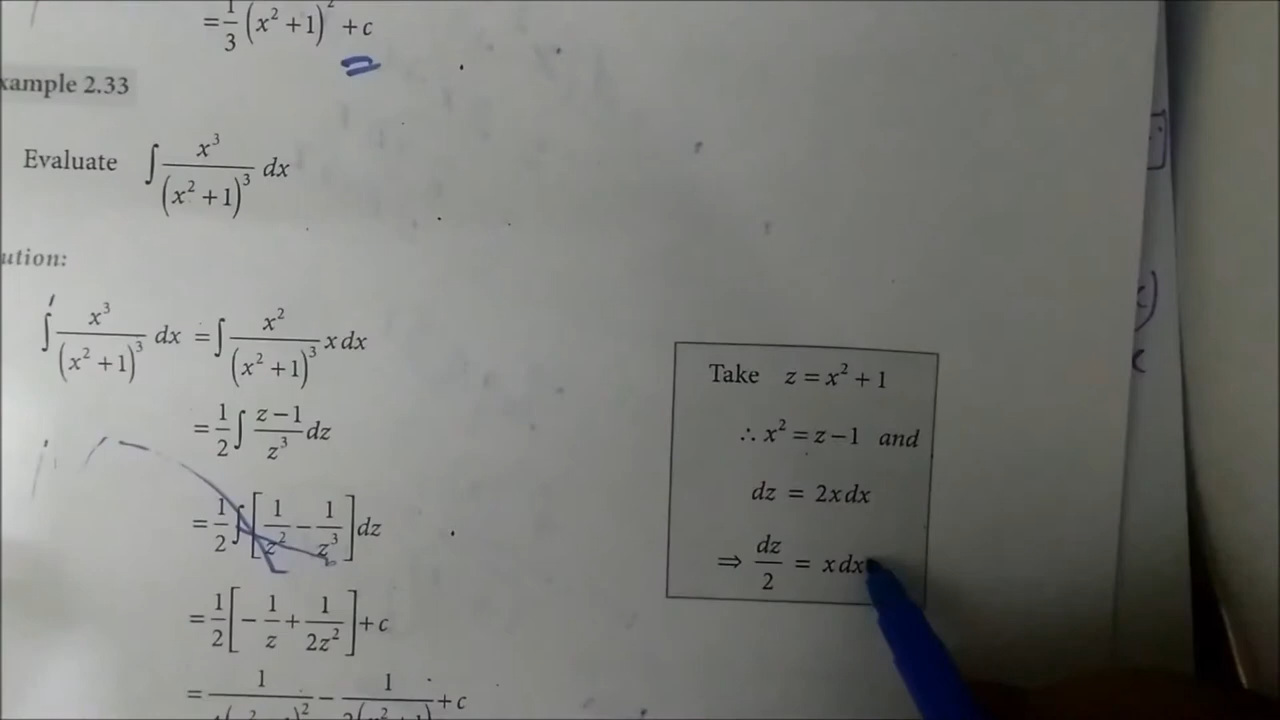 = 1/3 (x² + 1) + c
xample 2.33
Evaluate ∫ x³/(x² + 1)³ dx
ution:
∫ x³/(x² + 1)³ dx = ∫ x²/(x² + 1)³ x dx
= 1/2 ∫ (z − 1)/z³ dz
= 1/2 ∫ [1/z² − 1/z³] dz
= 1/2 [− 1/z + 1/2z²] + c
Take z = x² + 1
∴ x² = z − 1 and
dz = 2x dx
⇒ dz/2 = x dx